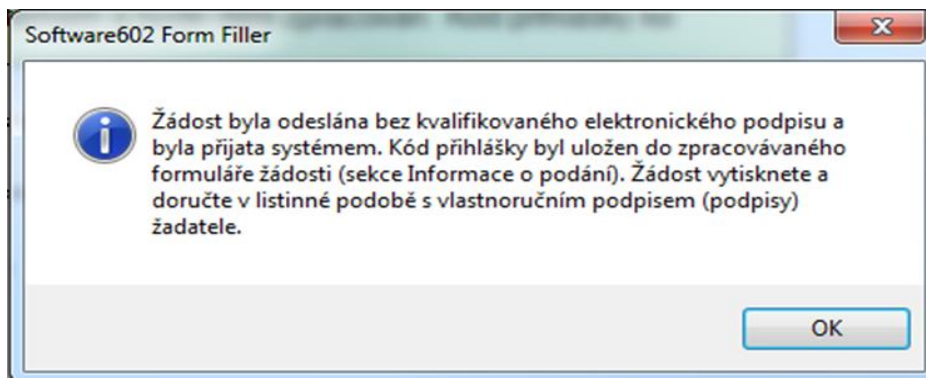 Software602 Form Filler
Žádost byla odeslána bez kvalifikovaného elektronického podpisu a
byla přijata systémem. Kód přihlášky byl uložen do zpracovávaného
formuláře žádosti (sekce Informace o podání). Žádost vytisknete a
doručte v listinné podobě s vlastnoručním podpisem (podpisy)
žadatele.
OK